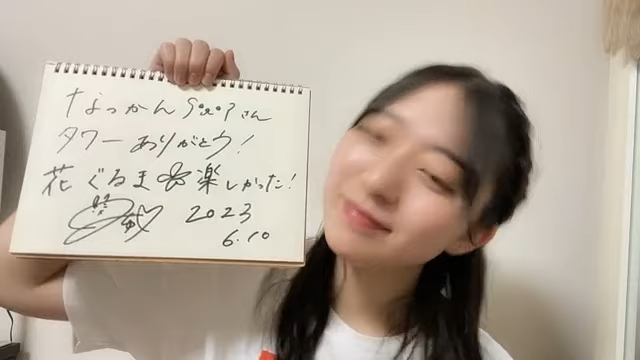 なっかん さん
タワーありがとう!
花ぐるま 楽しかった!
2023
6.10